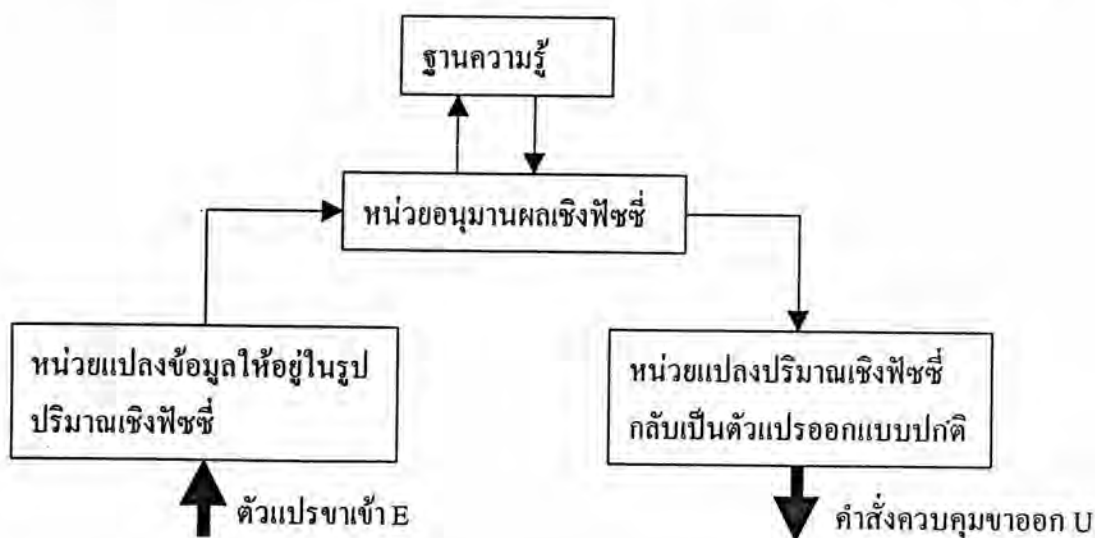 ฐานความรู้
หน่วยอนุมานผลเชิงฟัซซี่
หน่วยแปลงข้อมูลให้อยู่ในรูป
ปริมาณเชิงฟัซซี่
หน่วยแปลงปริมาณเชิงฟัซซี่
กลับเป็นตัวแปรออกแบบปกติ
ตัวแปรขาเข้า E
คำสั่งควบคุมขาออก U